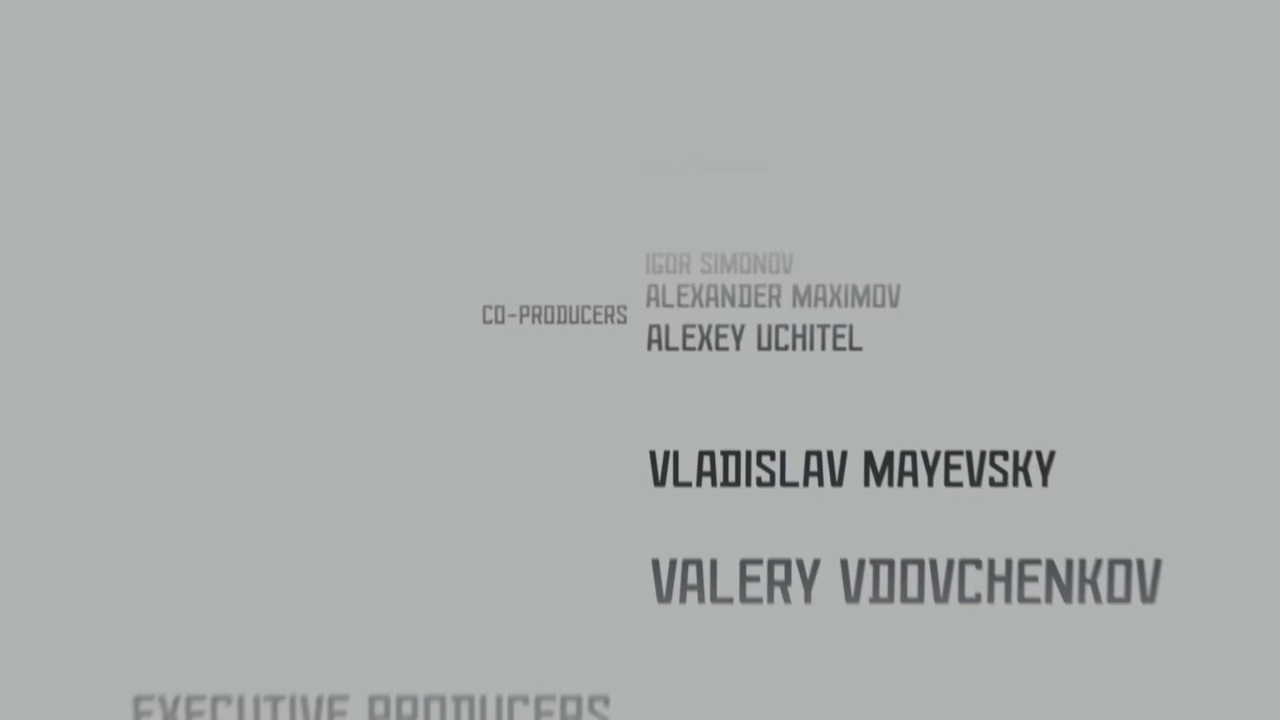 IGOR SIMONOV
ALEXANDER MAXIMOV
CO-PRODUCERS
ALEXEY UCHITEL
VLADISLAV MAYEVSKY
VALERY VDOVCHENKOV
EXECUTIVE PRODUCERS